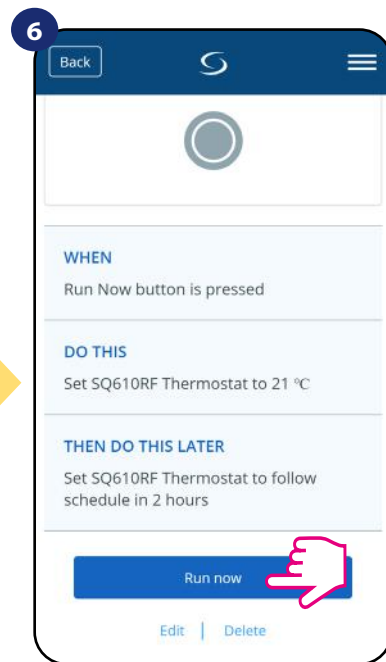 6
Back
WHEN
Run Now button is pressed
DO THIS
Set SQ610RF Thermostat to 21 ℃
THEN DO THIS LATER
Set SQ610RF Thermostat to follow
schedule in 2 hours
Run now
Edit | Delete